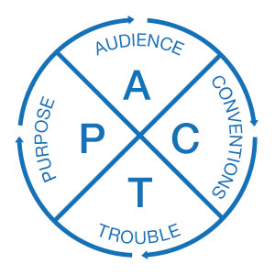 AUDIENCE
A
PURPOSE
P
C
CONVENTIONS
T
TROUBLE